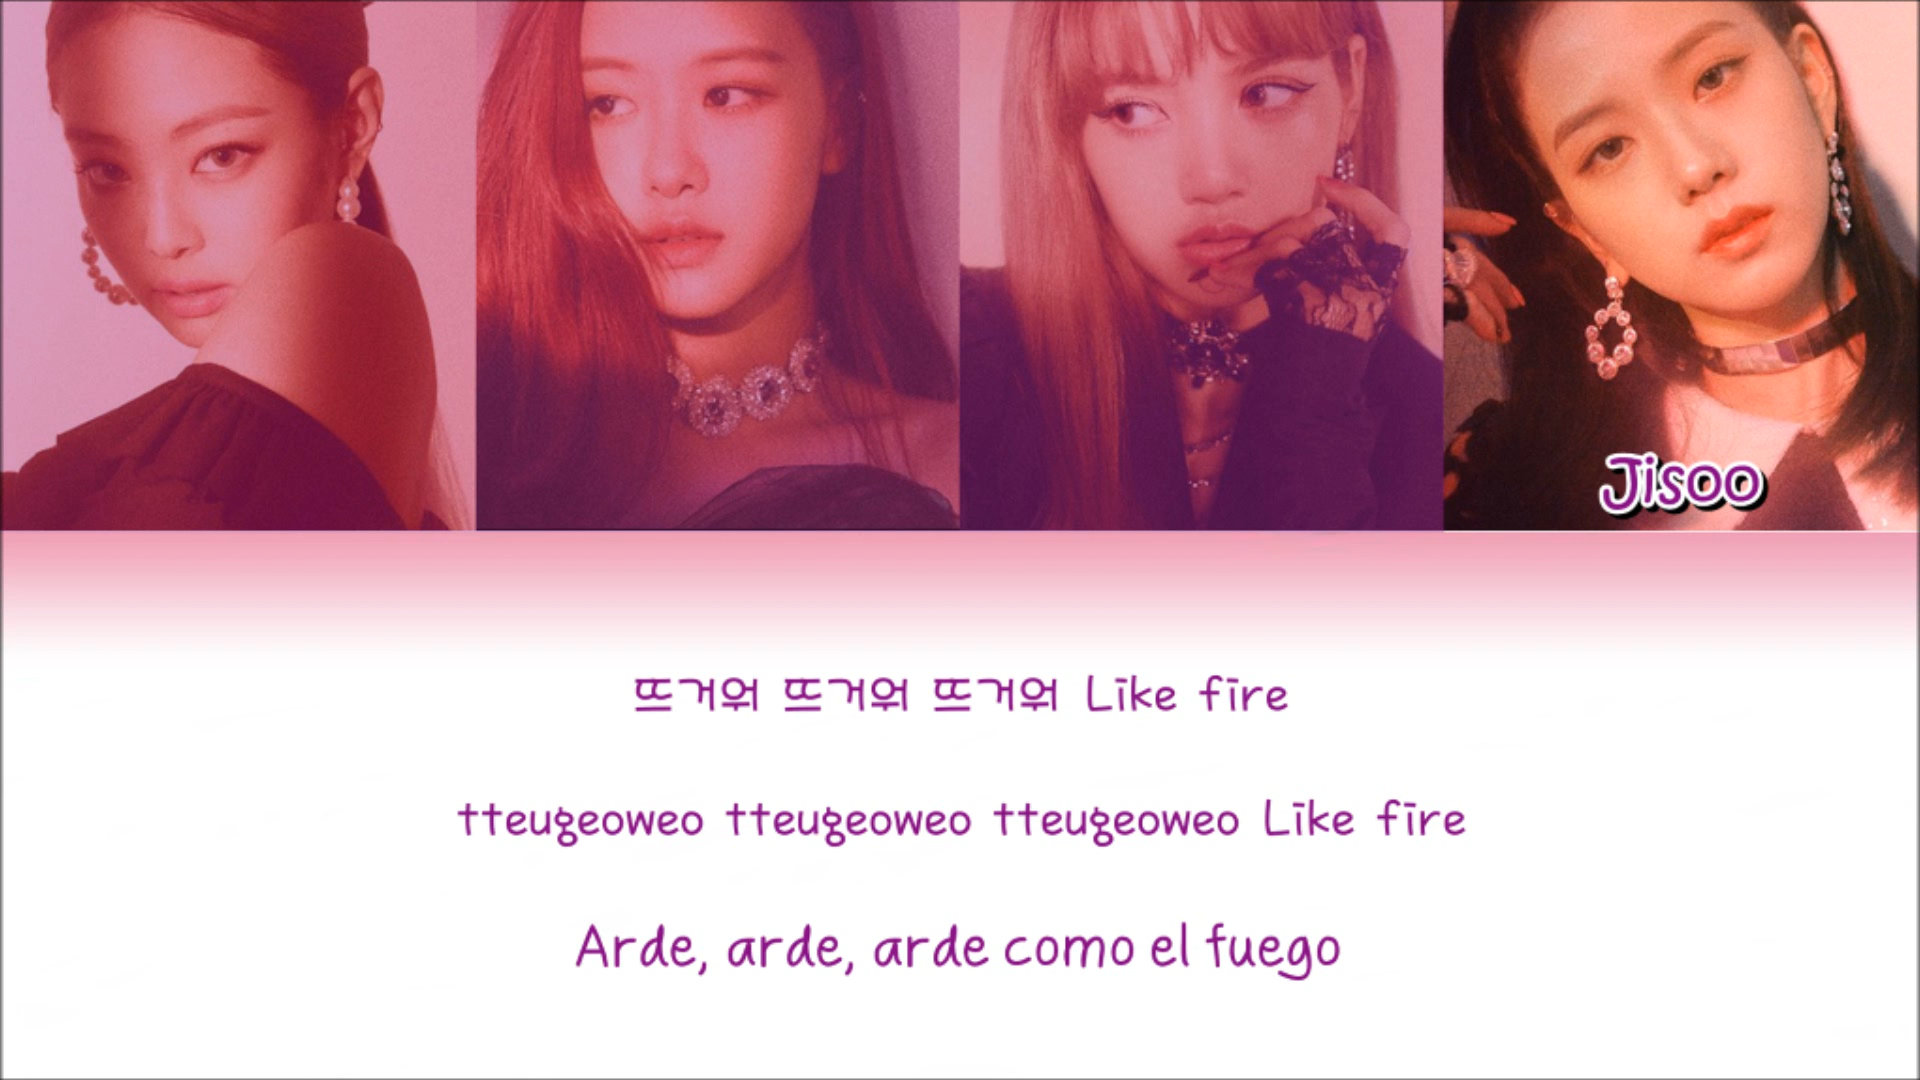 Jisoo
뜨거워 뜨거워 뜨거워 Like fire
tteugeoweo tteugeoweo tteugeoweo Like fire
Arde, arde, arde como el fuego